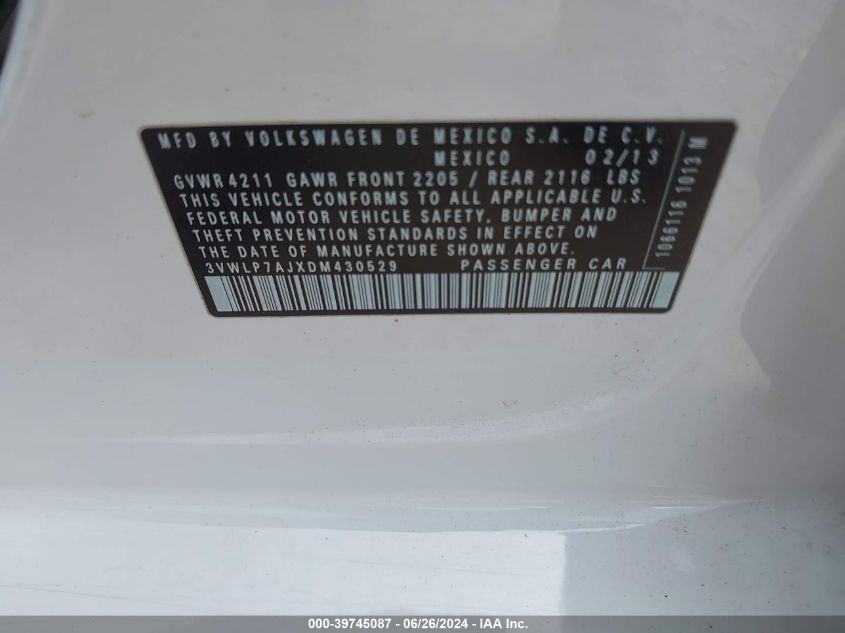 MFD BY VOLKSWAGEN DE MEXICO S.A. DE C.V.
MEXICO 02/13
GVWR 4211 GAWR FRONT 2205 / REAR 2116 LBS
THIS VEHICLE CONFORMS TO ALL APPLICABLE U.S.
FEDERAL MOTOR VEHICLE SAFETY, BUMPER AND
THEFT PREVENTION STANDARDS IN EFFECT ON
THE DATE OF MANUFACTURE SHOWN ABOVE.
3VWLP7AJXDM430529 PASSENGER CAR
1066116 1013 M
000-39745087 - 06/26/2024 - IAA Inc.